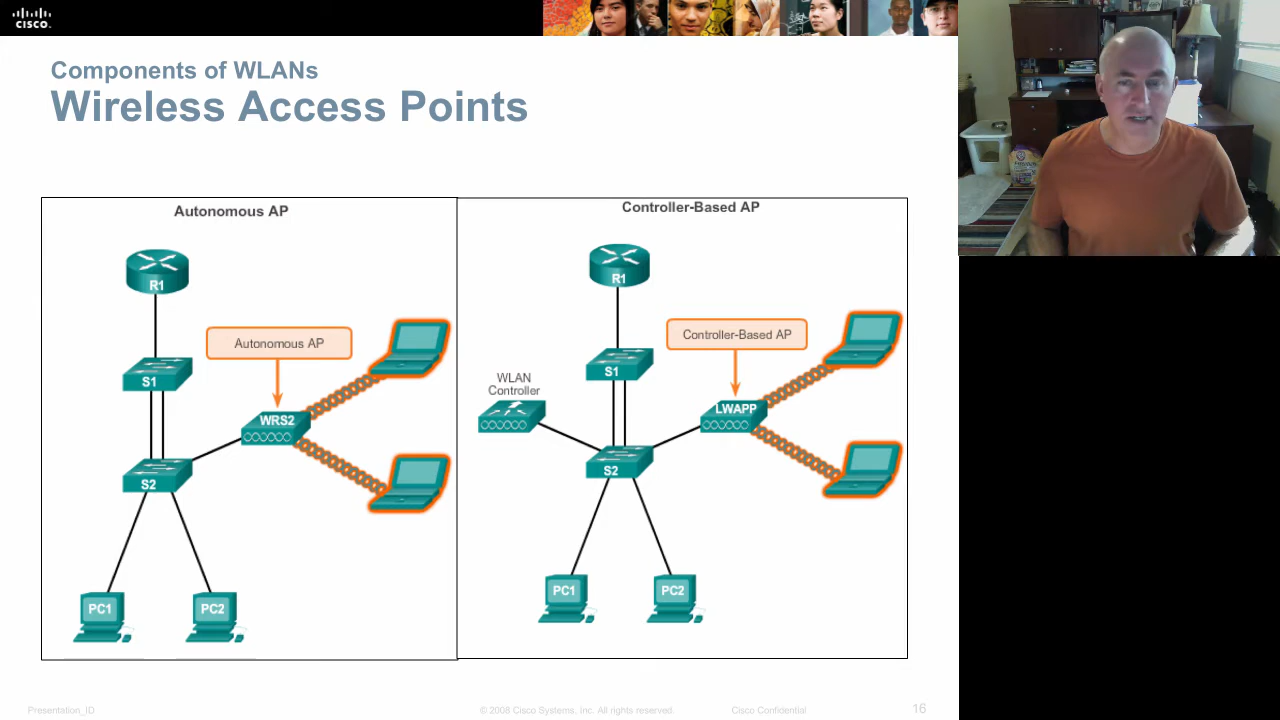 CISCO.
Components of WLANs
Wireless Access Points
Autonomous AP
R1
Autonomous AP
S1
WRS2
S2
PC1
PC2
Controller-Based AP
R1
Controller-Based AP
S1
WLAN
Controller
LWAPP
S2
PC1
PC2
Presentation_ID
© 2008 Cisco Systems, Inc. All rights reserved.
Cisco Confidential
16